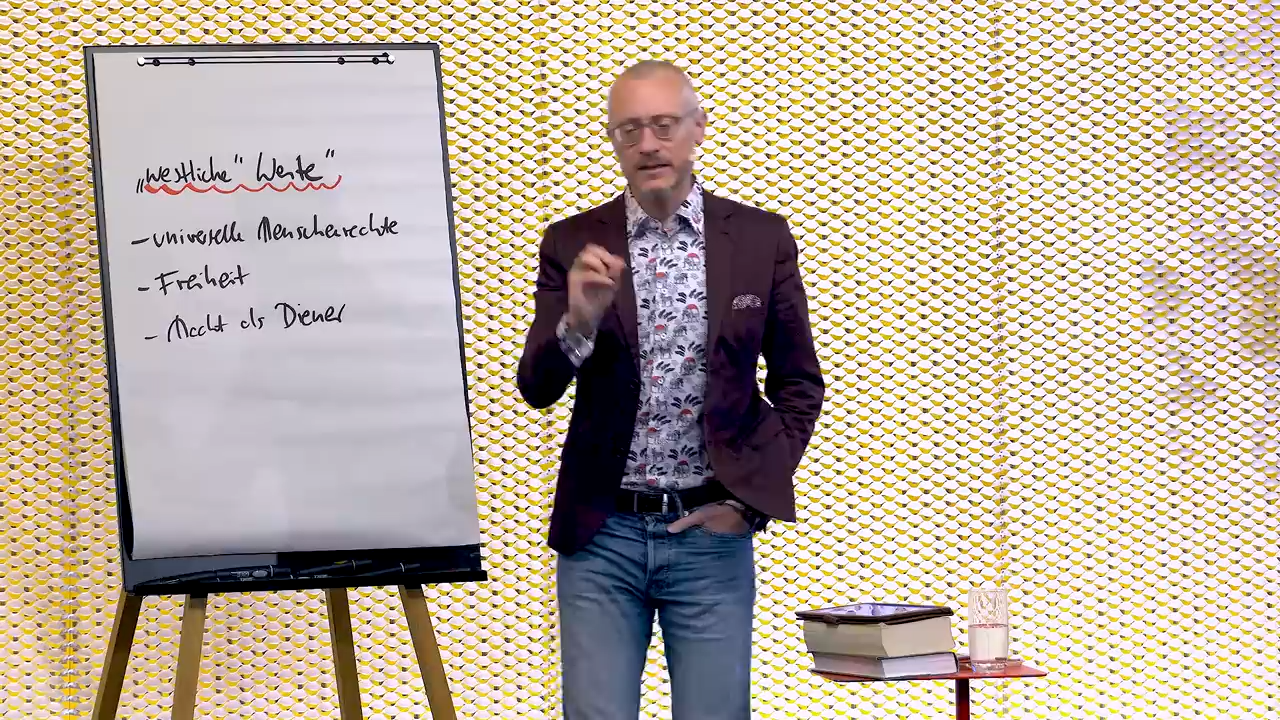 „westliche" Werte"
- universelle Menschenrechte
- Freiheit
- Macht als Diener